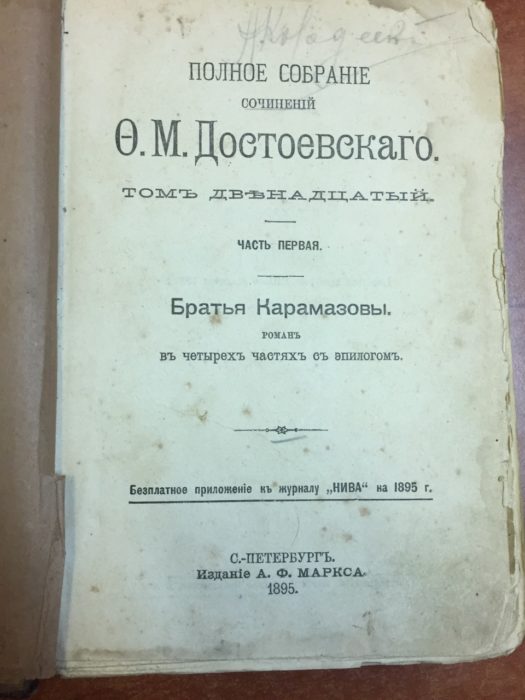 ПОЛНОЕ СОБРАНІЕ
СОЧИНЕНІЙ
Ѳ. М. Достоевскаго.
ТОМЪ ДВѢНАДЦАТЫЙ.
ЧАСТЬ ПЕРВАЯ.
Братья Карамазовы.
РОМАНЪ
въ четырехъ частяхъ съ эпилогомъ.
Безплатное приложеніе къ журналу „НИВА“ на 1895 г.
С.-ПЕТЕРБУРГЪ.
Изданіе А. Ф. МАРКСА.
1895.